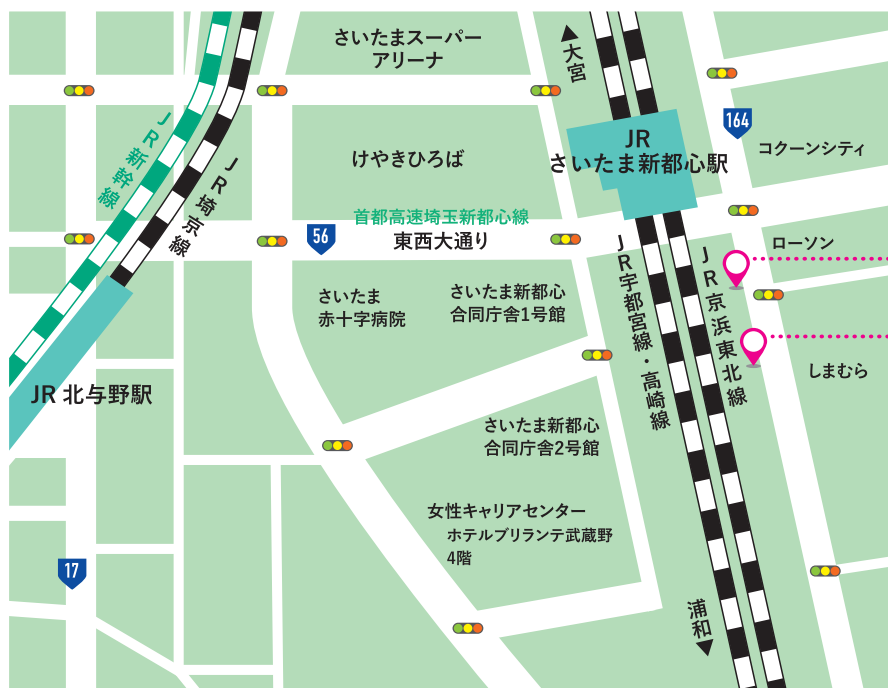 さいたまスーパー
アリーナ
大宮
JR新幹線
JR埼京線
けやきひろば
JR
さいたま新都心駅
164
コクーンシティ
首都高速埼玉新都心線
東西大通り
56
ローソン
さいたま
赤十字病院
さいたま新都心
合同庁舎1号館
JR宇都宮線・高崎線
JR京浜東北線
JR 北与野駅
しまむら
さいたま新都心
合同庁舎2号館
女性キャリアセンター
ホテルブリランテ武蔵野
4階
17
浦和